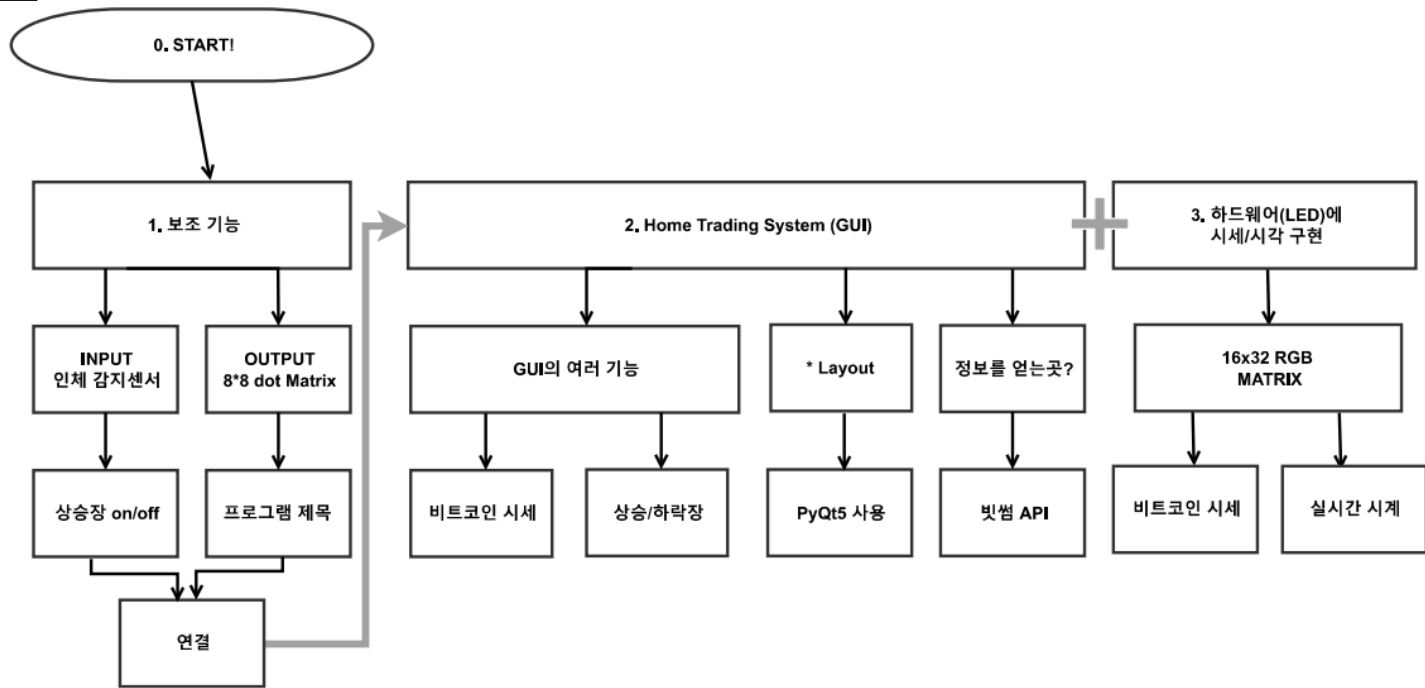 0. START!
1. 보조 기능
2. Home Trading System (GUI)
3. 하드웨어(LED)에
시세/시각 구현
INPUT
인체 감지센서
OUTPUT
8*8 dot Matrix
GUI의 여러 기능
* Layout
정보를 얻는곳?
16x32 RGB
MATRIX
상승장 on/off
프로그램 제목
비트코인 시세
상승/하락장
PyQt5 사용
빗썸 API
비트코인 시세
실시간 시계
연결